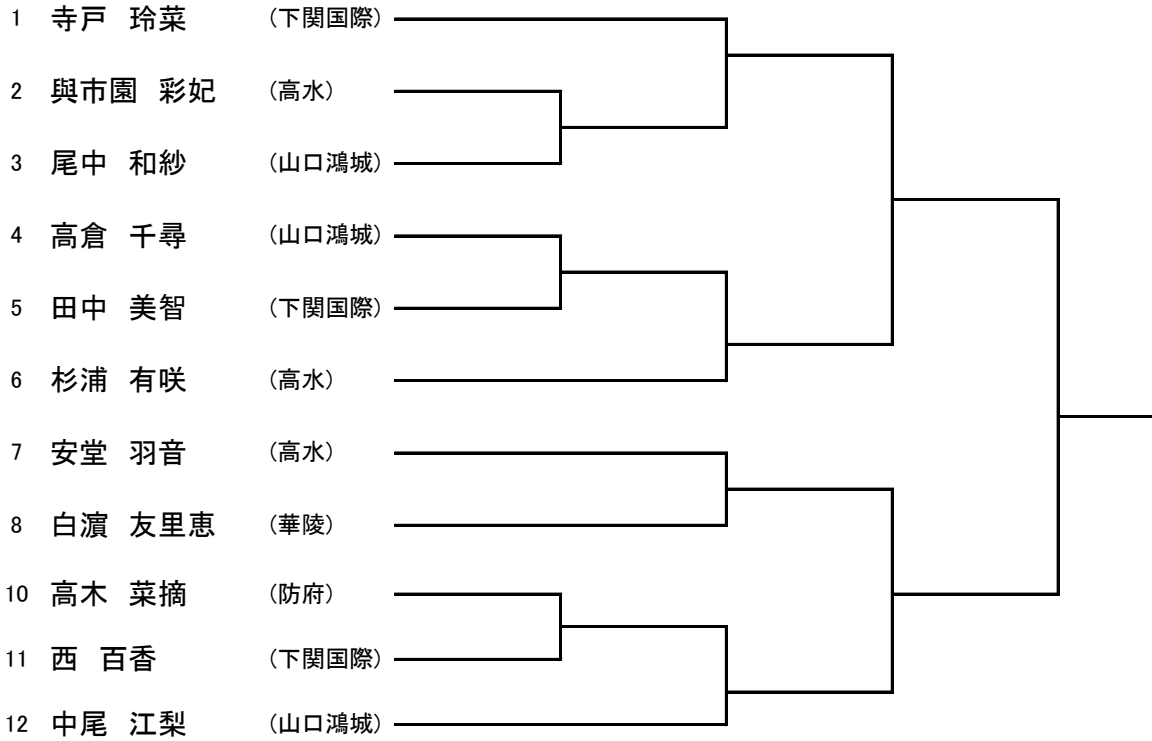 1 寺戸 玲菜 (下関国際)
2 與市園 彩妃 (高水)
3 尾中 和紗 (山口鴻城)
4 高倉 千尋 (山口鴻城)
5 田中 美智 (下関国際)
6 杉浦 有咲 (高水)
7 安堂 羽音 (高水)
8 白濵 友里恵 (華陵)
10 高木 菜摘 (防府)
11 西 百香 (下関国際)
12 中尾 江梨 (山口鴻城)